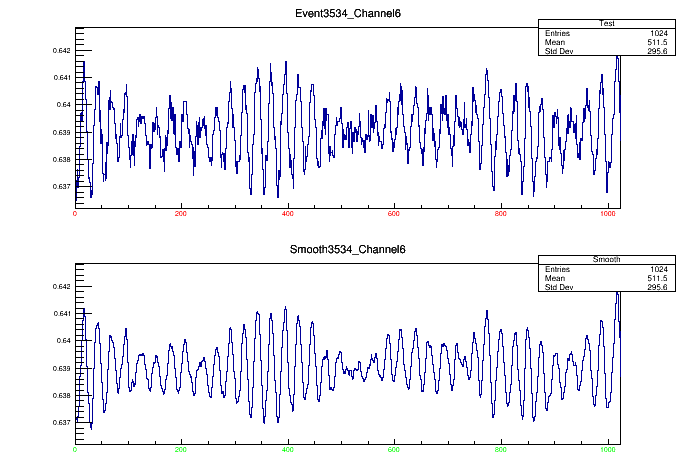 Event3534_Channel6
Test
Entries 1024
Mean 511.5
Std Dev 295.6
0.642
0.641
0.64
0.639
0.638
0.637
0 200 400 600 800 1000
Smooth3534_Channel6
Smooth
Entries 1024
Mean 511.5
Std Dev 295.6
0.642
0.641
0.64
0.639
0.638
0.637
0 200 400 600 800 1000